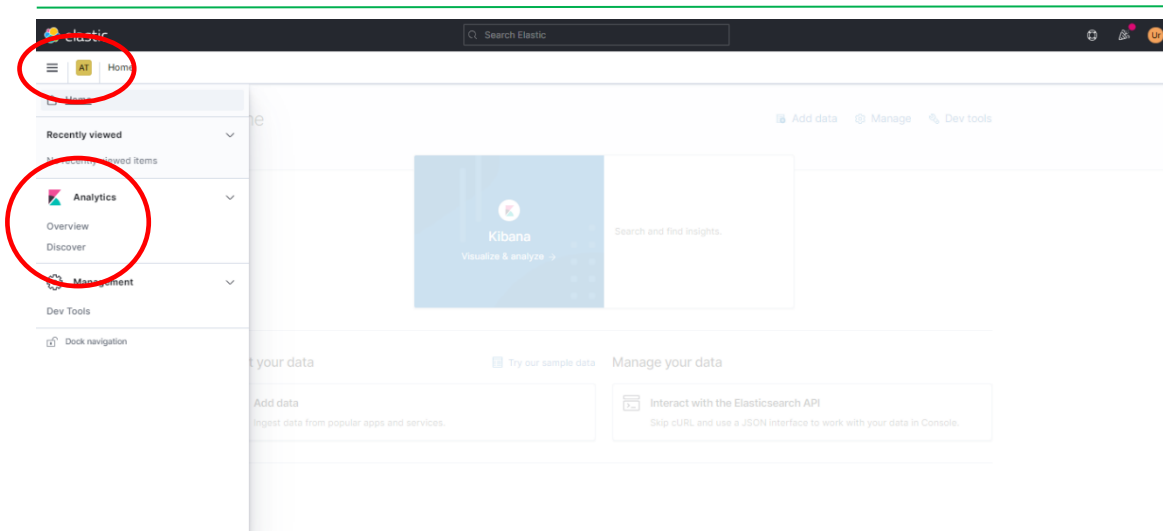 elastic
Search Elastic
Ur
AT Home
Home
Add data Manage Dev tools
Recently viewed
No recently viewed items
Analytics
Overview
Discover
Kibana
Visualize & analyze →
Search and find insights.
Management
Dev Tools
Dock navigation
t your data
Try our sample data
Manage your data
Add data
Ingest data from popular apps and services.
Interact with the Elasticsearch API
Skip cURL and use a JSON interface to work with your data in Console.